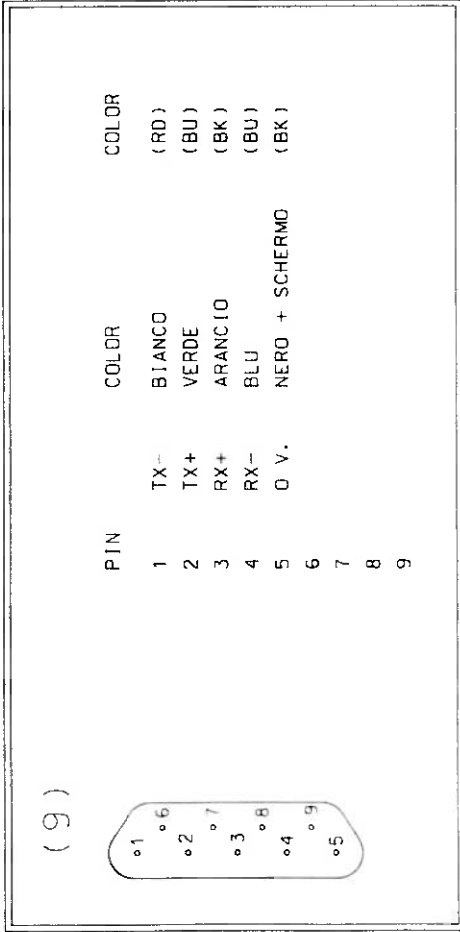 ( 9 )
PIN COLOR COLOR
1 TX- BIANCO (RD)
2 TX+ VERDE (BU)
3 RX+ ARANCIO (BK)
4 RX- BLU (BU)
5 0 V. NERO + SCHERMO (BK)
6
7
8
9
1
6
2
7
3
8
4
9
5